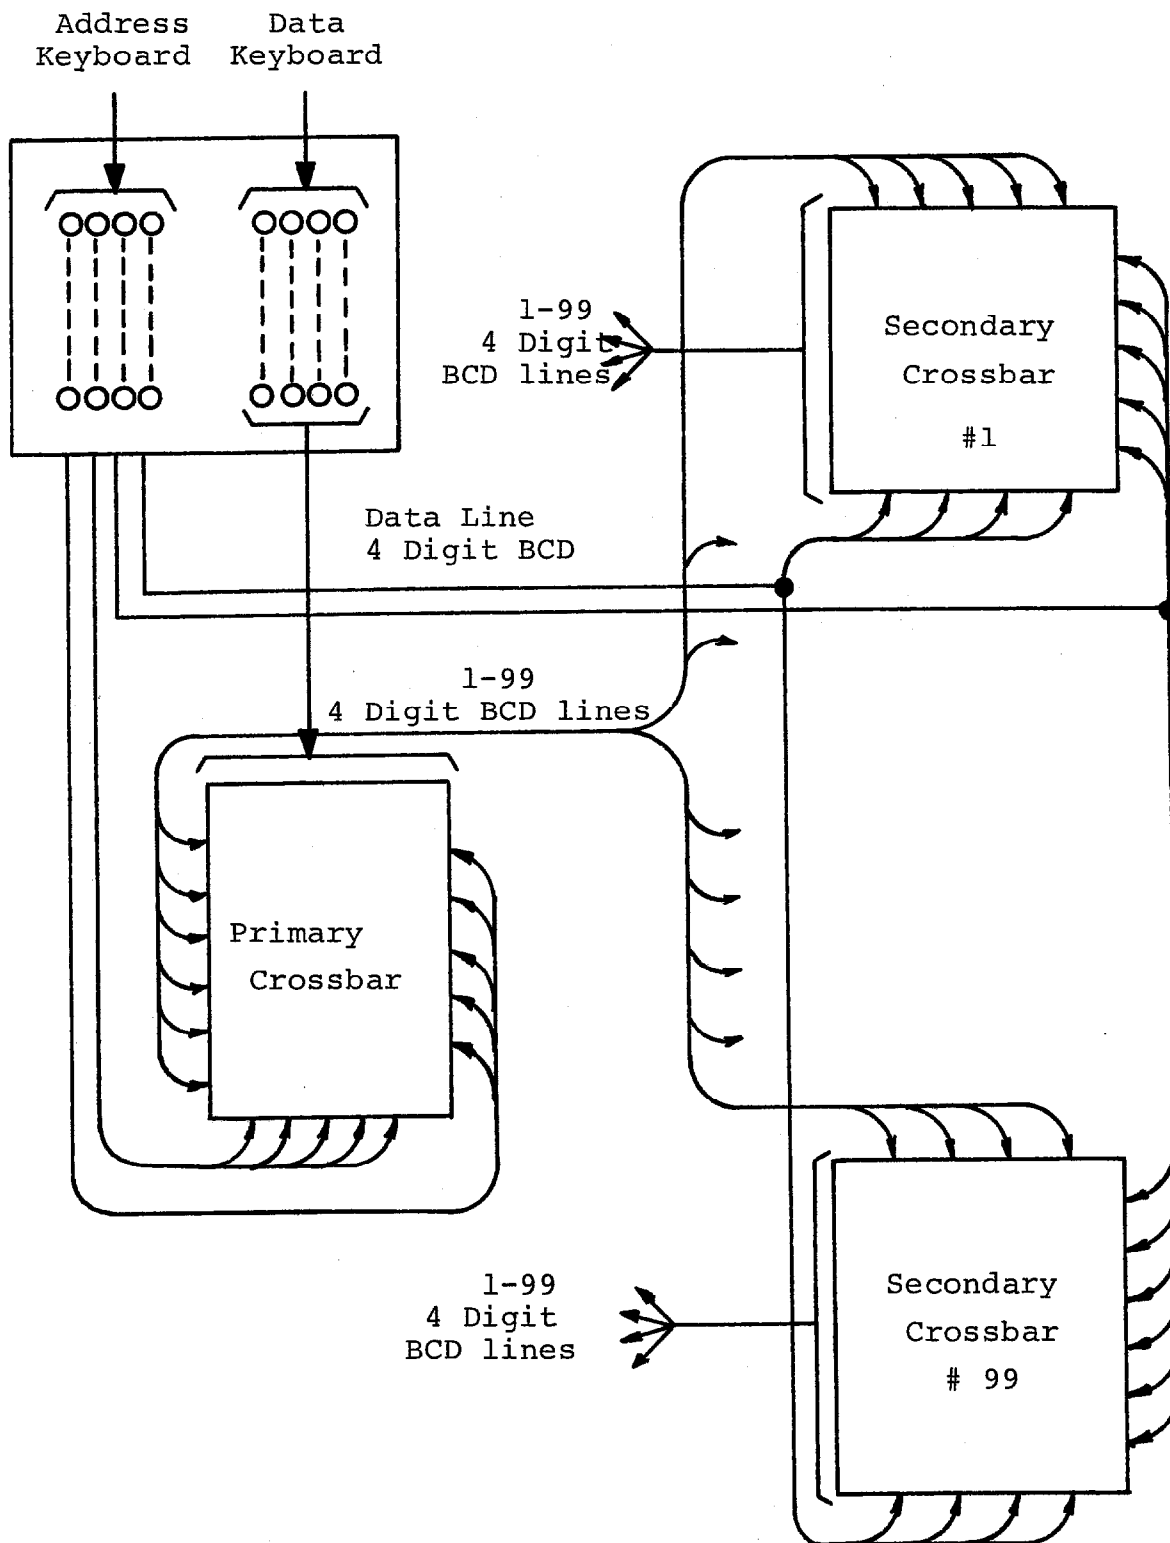 Address
Keyboard
Data
Keyboard
1-99
4 Digit
BCD lines
Secondary
Crossbar
#1
Data Line
4 Digit BCD
1-99
4 Digit BCD lines
Primary
Crossbar
1-99
4 Digit
BCD lines
Secondary
Crossbar
# 99